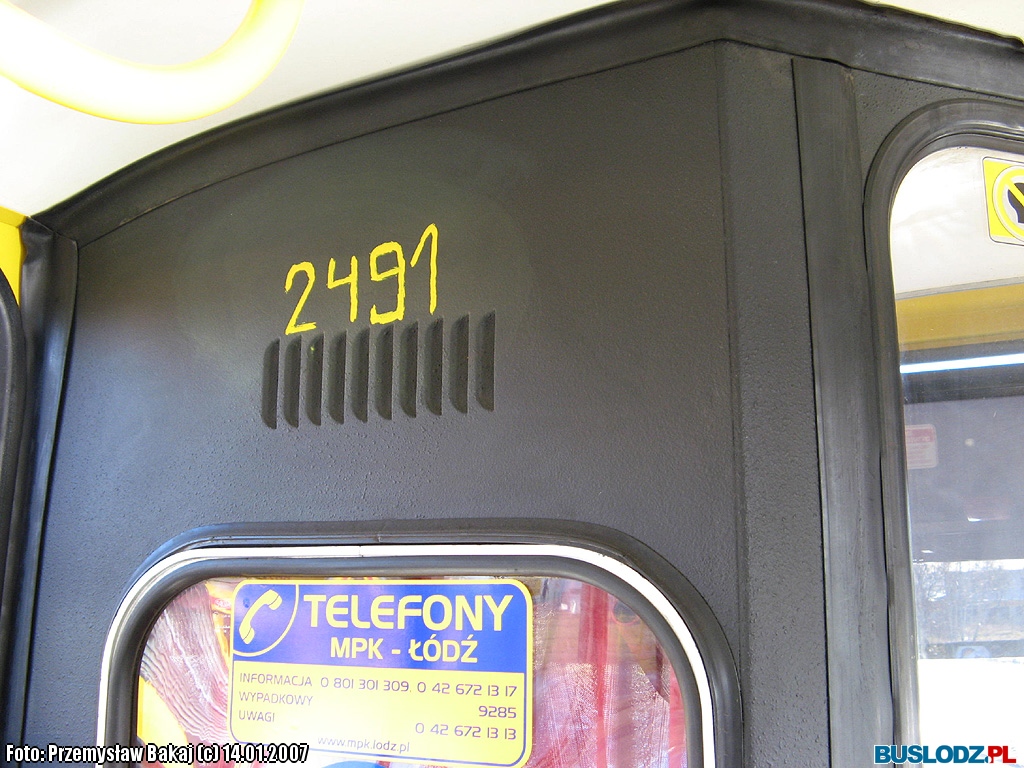 2491
TELEFONY
MPK - ŁÓDŹ
INFORMACJA 0 801 301 309, 0 42 672 13 17
WYPADKOWY 9285
UWAGI 0 42 672 13 13
www.mpk.lodz.pl
Foto: Przemysław Bakaj (c) 14.01.2007
BUSLODZ.PL